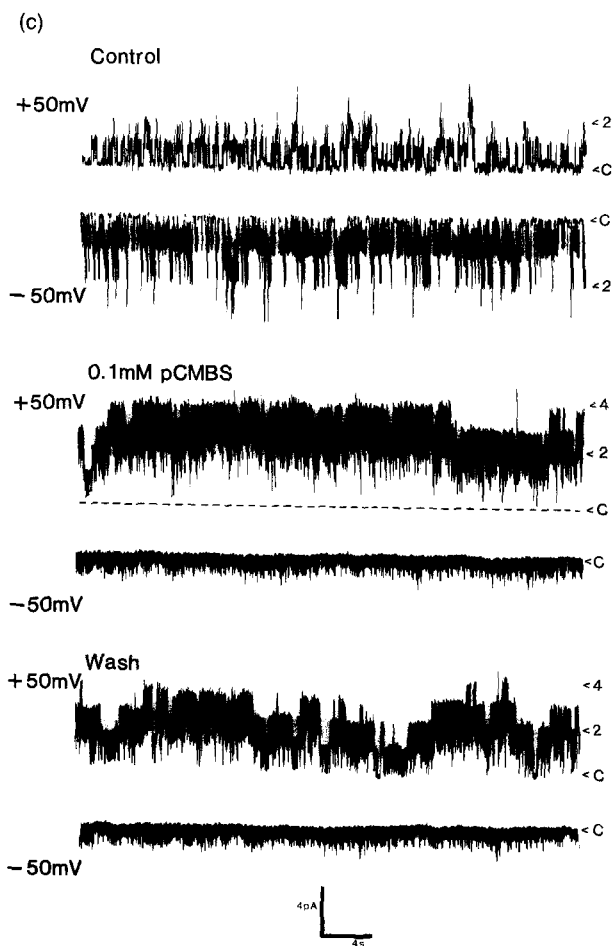 (c)
Control
+50mV
<2
<C
<C
−50mV
<2
0.1mM pCMBS
+50mV
<4
<2
<C
<C
−50mV
Wash
+50mV
<4
<2
<C
<C
−50mV
4pA
4s